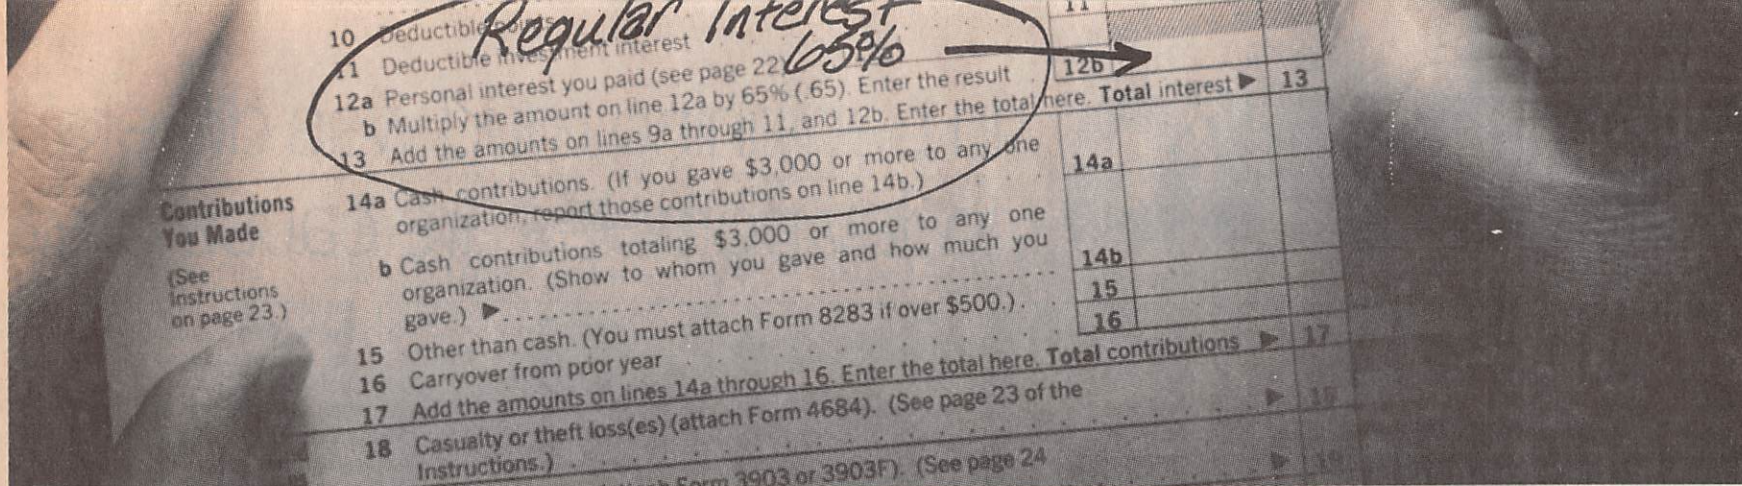 Regular Interest
65%
10 Deductible
11
11 Deductible investment interest
12a Personal interest you paid (see page 22)
12b
b Multiply the amount on line 12a by 65% (.65). Enter the result
13 Add the amounts on lines 9a through 11, and 12b. Enter the total here. Total interest ▶ 13
Contributions
You Made
(See
Instructions
on page 23.)
14a Cash contributions. (If you gave $3,000 or more to any one
organization, report those contributions on line 14b.)
14a
b Cash contributions totaling $3,000 or more to any one
organization. (Show to whom you gave and how much you
gave.) ▶
14b
15 Other than cash. (You must attach Form 8283 if over $500.)
15
16 Carryover from prior year
16
17 Add the amounts on lines 14a through 16. Enter the total here. Total contributions ▶ 17
18 Casualty or theft loss(es) (attach Form 4684). (See page 23 of the
Instructions.) ▶ 18
Form 3903 or 3903F). (See page 24
▶ 19